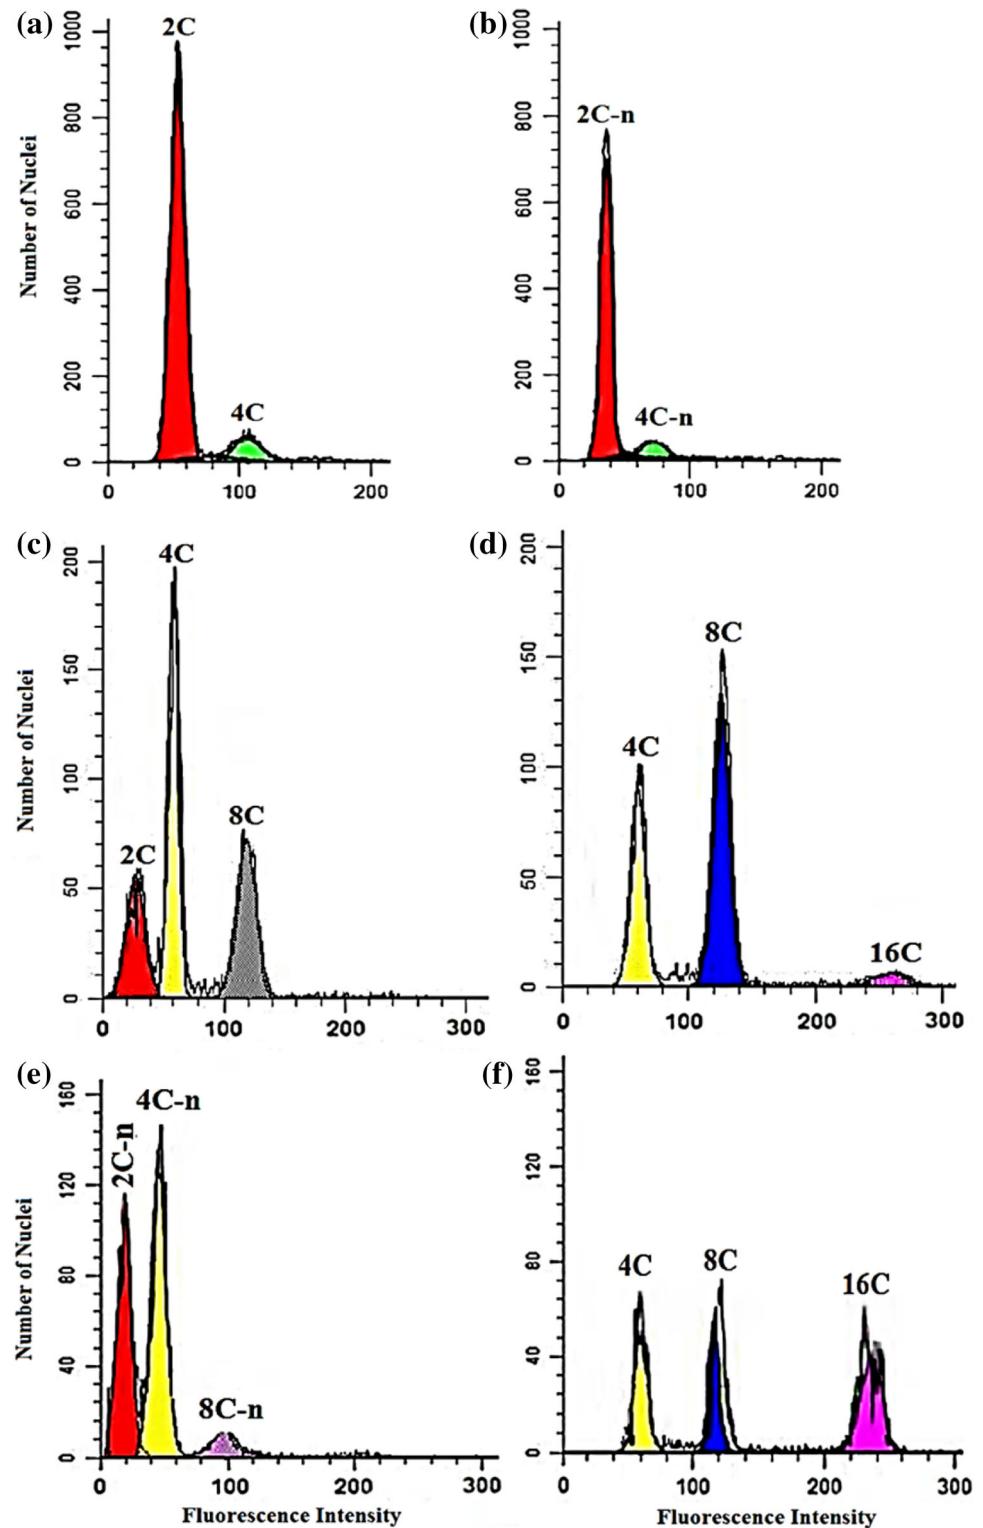 (a)
2C
4C
1000
800
600
400
200
0
Number of Nuclei
0 100 200
(b)
2C-n
4C-n
1000
800
600
400
200
0
0 100 200
(c)
4C
2C
8C
200
150
100
50
0
Number of Nuclei
0 100 200 300
(d)
8C
4C
16C
200
150
100
50
0
0 100 200 300
(e)
4C-n
2C-n
8C-n
160
120
80
40
0
Number of Nuclei
0 100 200 300
Fluorescence Intensity
(f)
4C
8C
16C
160
120
80
40
0
0 100 200 300
Fluorescence Intensity